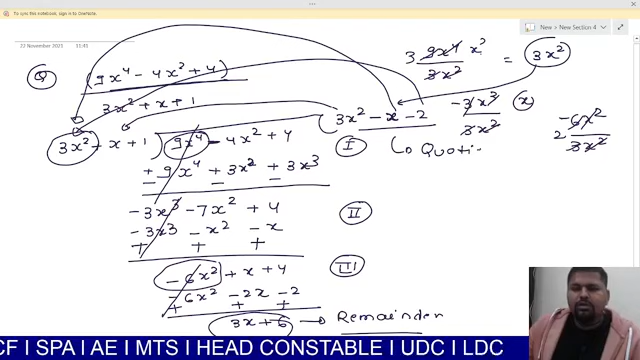 To sync this notebook, sign in to OneNote.
New Section 4
22 November 2021 11:41
Q (9x⁴ - 4x² + 4)
3x² + x + 1
3 9x⁴ x² / 3x² = 3x²
3x² - x + 1 ) 9x⁴ - 4x² + 4 ( 3x² - x - 2
-3x³ / 3x² (x)
2 -6x² / 3x²
+ 9x⁴ + 3x² + 3x³
- - -
I
↳ Quoti
- 3x³ - 7x² + 4
II
- 3x³ - x² - x
+ + +
- 6x² + x + 4
III
- 6x² - 2x - 2
+ + +
3x + 6 → Remainder
CF I SPA I AE I MTS I HEAD CONSTABLE I UDC I LDC